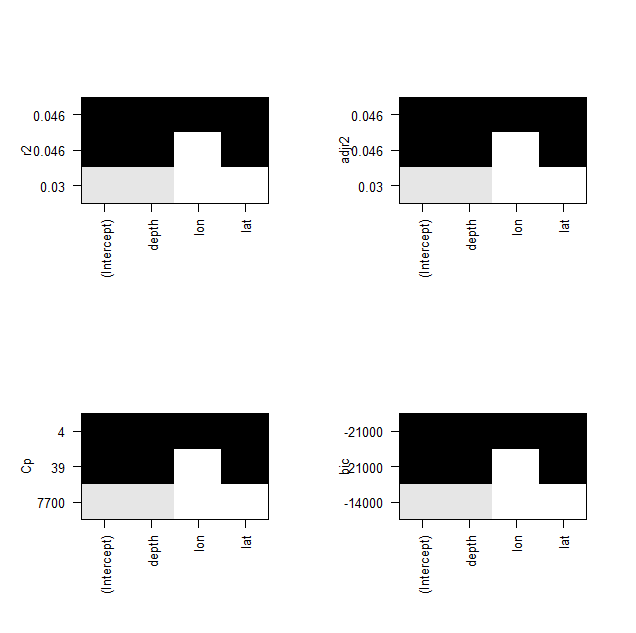 r2
0.046
0.046
0.03
(Intercept)
depth
lon
lat
adjr2
0.046
0.046
0.03
(Intercept)
depth
lon
lat
Cp
4
39
7700
(Intercept)
depth
lon
lat
bic
-21000
-21000
-14000
(Intercept)
depth
lon
lat